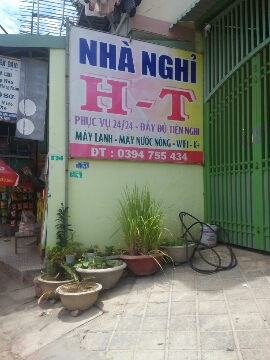 NHÀ NGHỈ
H-T
PHỤC VỤ 24/24 - ĐẦY ĐỦ TIỆN NGHI
MÁY LẠNH - MÁY NƯỚC NÓNG - WIFI - K+
ĐT : 0394 755 434